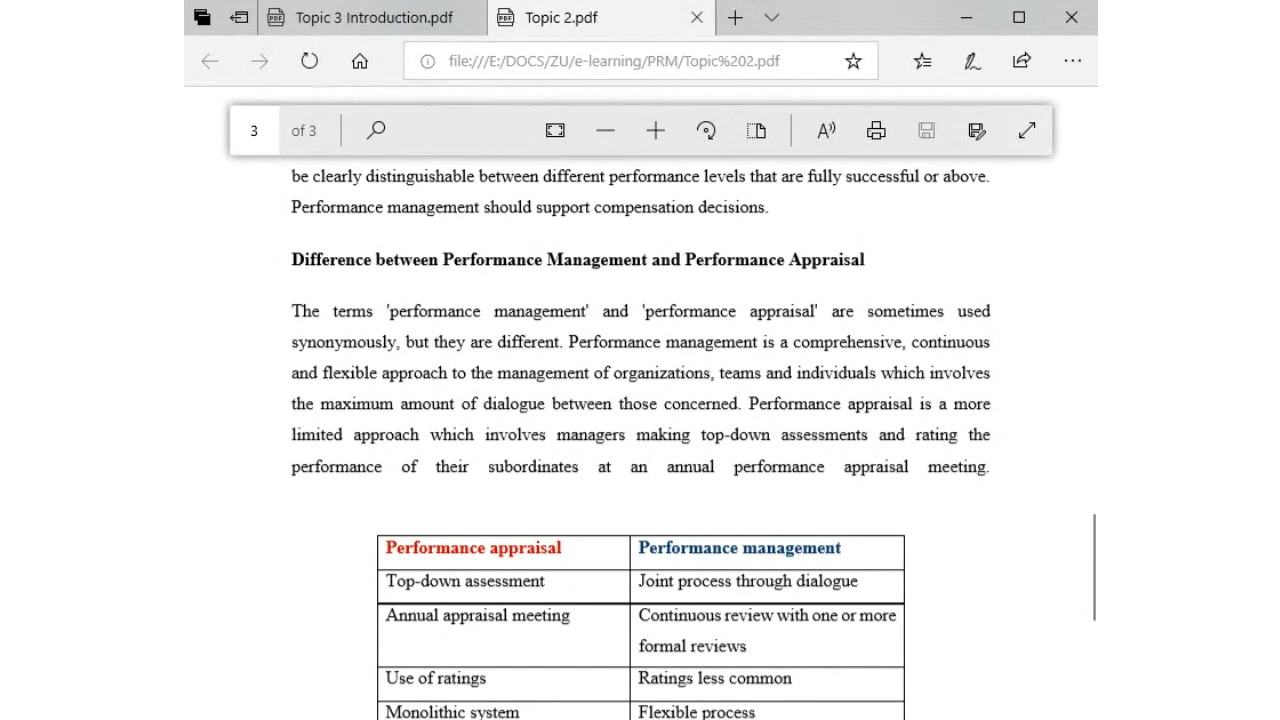 Topic 3 Introduction.pdf
Topic 2.pdf
file:///E:/DOCS/ZU/e-learning/PRM/Topic%202.pdf
3 of 3
be clearly distinguishable between different performance levels that are fully successful or above.
Performance management should support compensation decisions.
Difference between Performance Management and Performance Appraisal
The terms 'performance management' and 'performance appraisal' are sometimes used
synonymously, but they are different. Performance management is a comprehensive, continuous
and flexible approach to the management of organizations, teams and individuals which involves
the maximum amount of dialogue between those concerned. Performance appraisal is a more
limited approach which involves managers making top-down assessments and rating the
performance of their subordinates at an annual performance appraisal meeting.
Performance appraisal Performance management
Top-down assessment Joint process through dialogue
Annual appraisal meeting Continuous review with one or more
formal reviews
Use of ratings Ratings less common
Monolithic system Flexible process